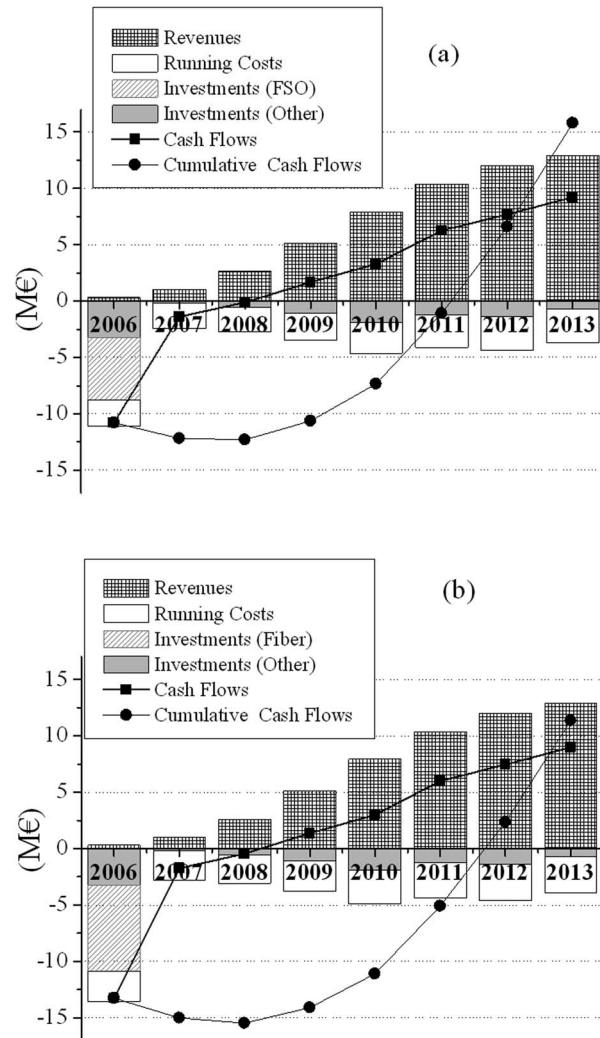 Revenues
Running Costs
Investments (FSO)
Investments (Other)
Cash Flows
Cumulative Cash Flows
(a)
15
10
5
0
-5
-10
-15
(M€)
2006 2007 2008 2009 2010 2011 2012 2013
Revenues
Running Costs
Investments (Fiber)
Investments (Other)
Cash Flows
Cumulative Cash Flows
(b)
15
10
5
0
-5
-10
-15
(M€)
2006 2007 2008 2009 2010 2011 2012 2013